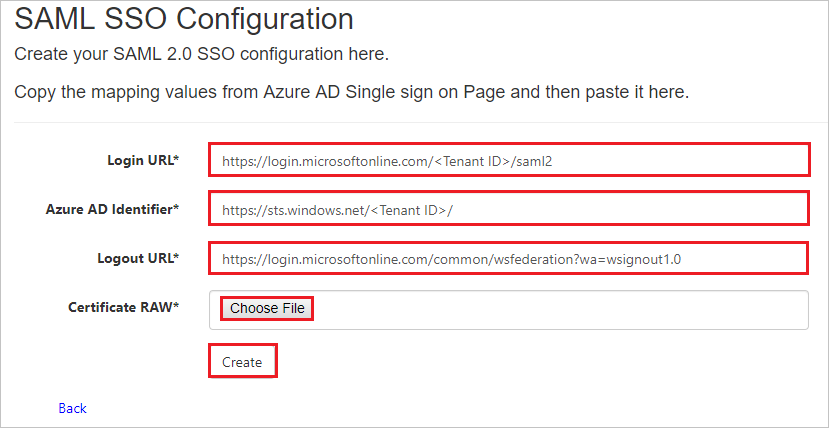 SAML SSO Configuration
Create your SAML 2.0 SSO configuration here.
Copy the mapping values from Azure AD Single sign on Page and then paste it here.
Login URL* https://login.microsoftonline.com/<Tenant ID>/saml2
Azure AD Identifier* https://sts.windows.net/<Tenant ID>/
Logout URL* https://login.microsoftonline.com/common/wsfederation?wa=wsignout1.0
Certificate RAW* Choose File
Create
Back